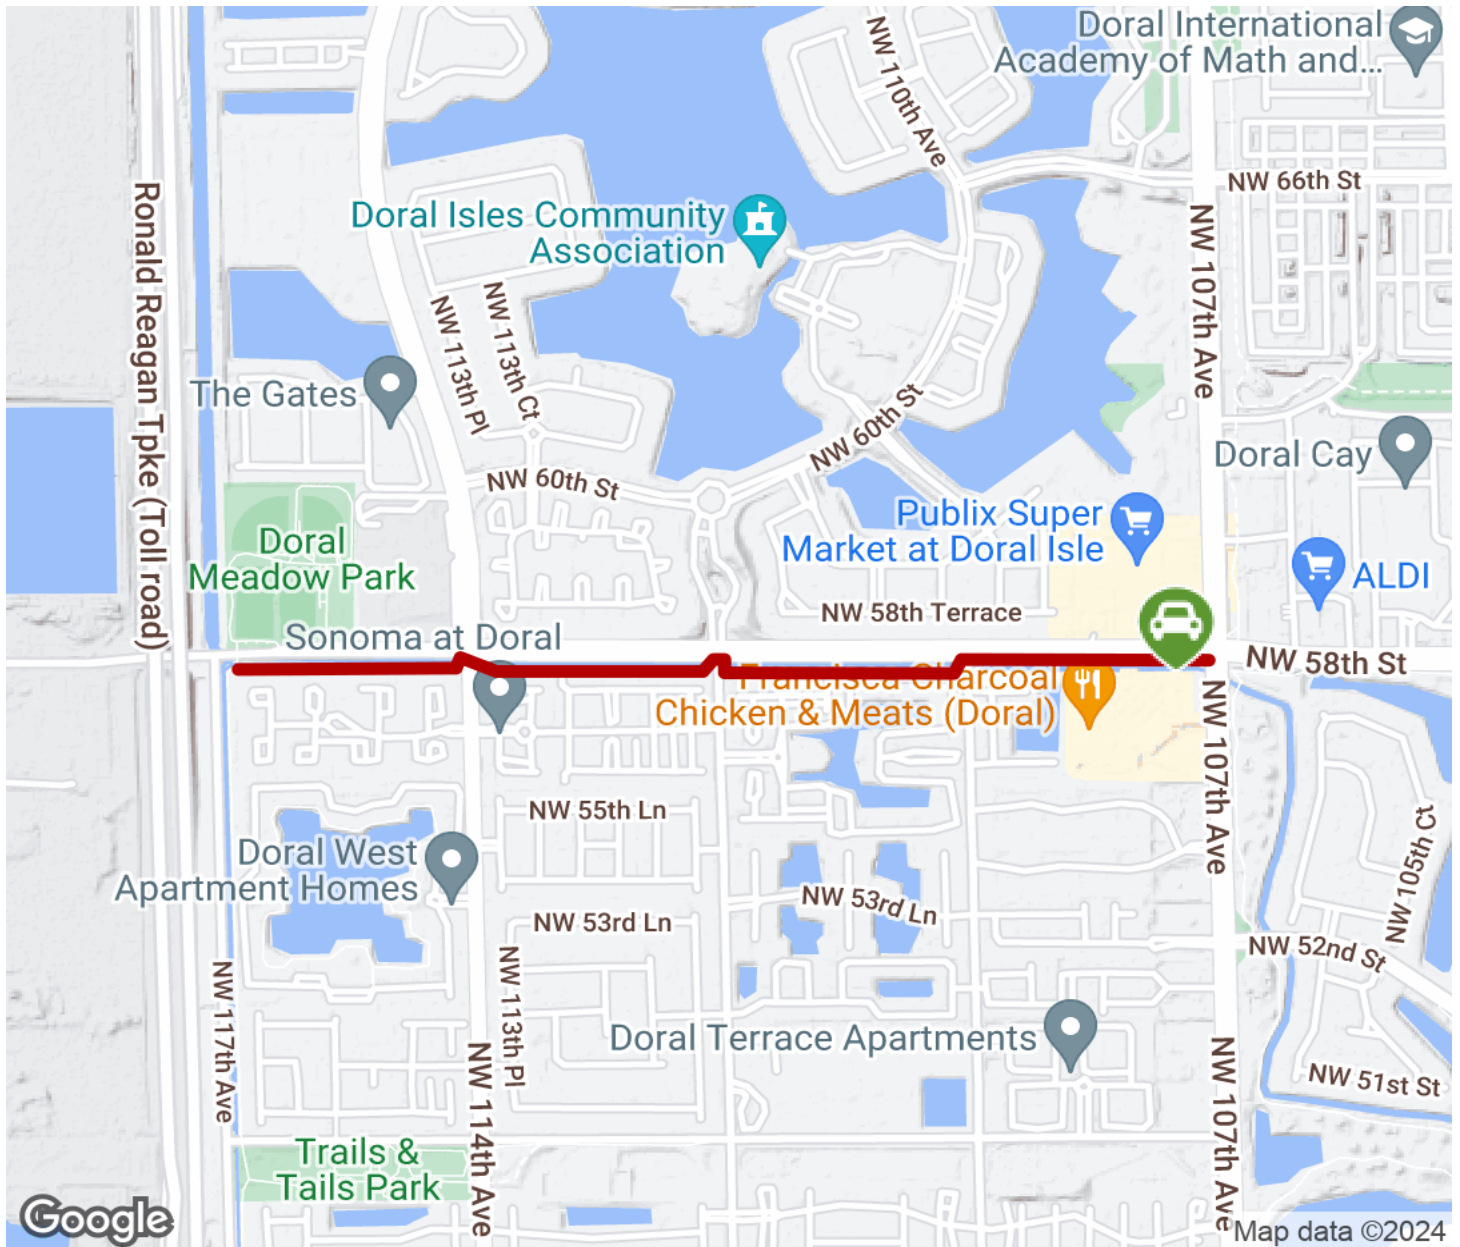 Doral International
Academy of Math and...
NW 110th Ave
NW 66th St
Ronald Reagan Tpke (Toll road)
Doral Isles Community
Association
NW 107th Ave
NW 113th Pl
NW 113th Ct
The Gates
NW 60th St
Doral Cay
NW 60th St
Publix Super
Market at Doral Isle
Doral
Meadow Park
ALDI
NW 58th Terrace
Sonoma at Doral
NW 58th St
Francisca Charcoal
Chicken & Meats (Doral)
NW 107th Ave
NW 55th Ln
Doral West
Apartment Homes
NW 105th Ct
NW 53rd Ln
NW 53rd Ln
NW 52nd St
NW 117th Ave
NW 113th Pl
Doral Terrace Apartments
NW 51st St
NW 114th Ave
NW 107th Ave
Trails &
Tails Park
Google
Map data ©2024